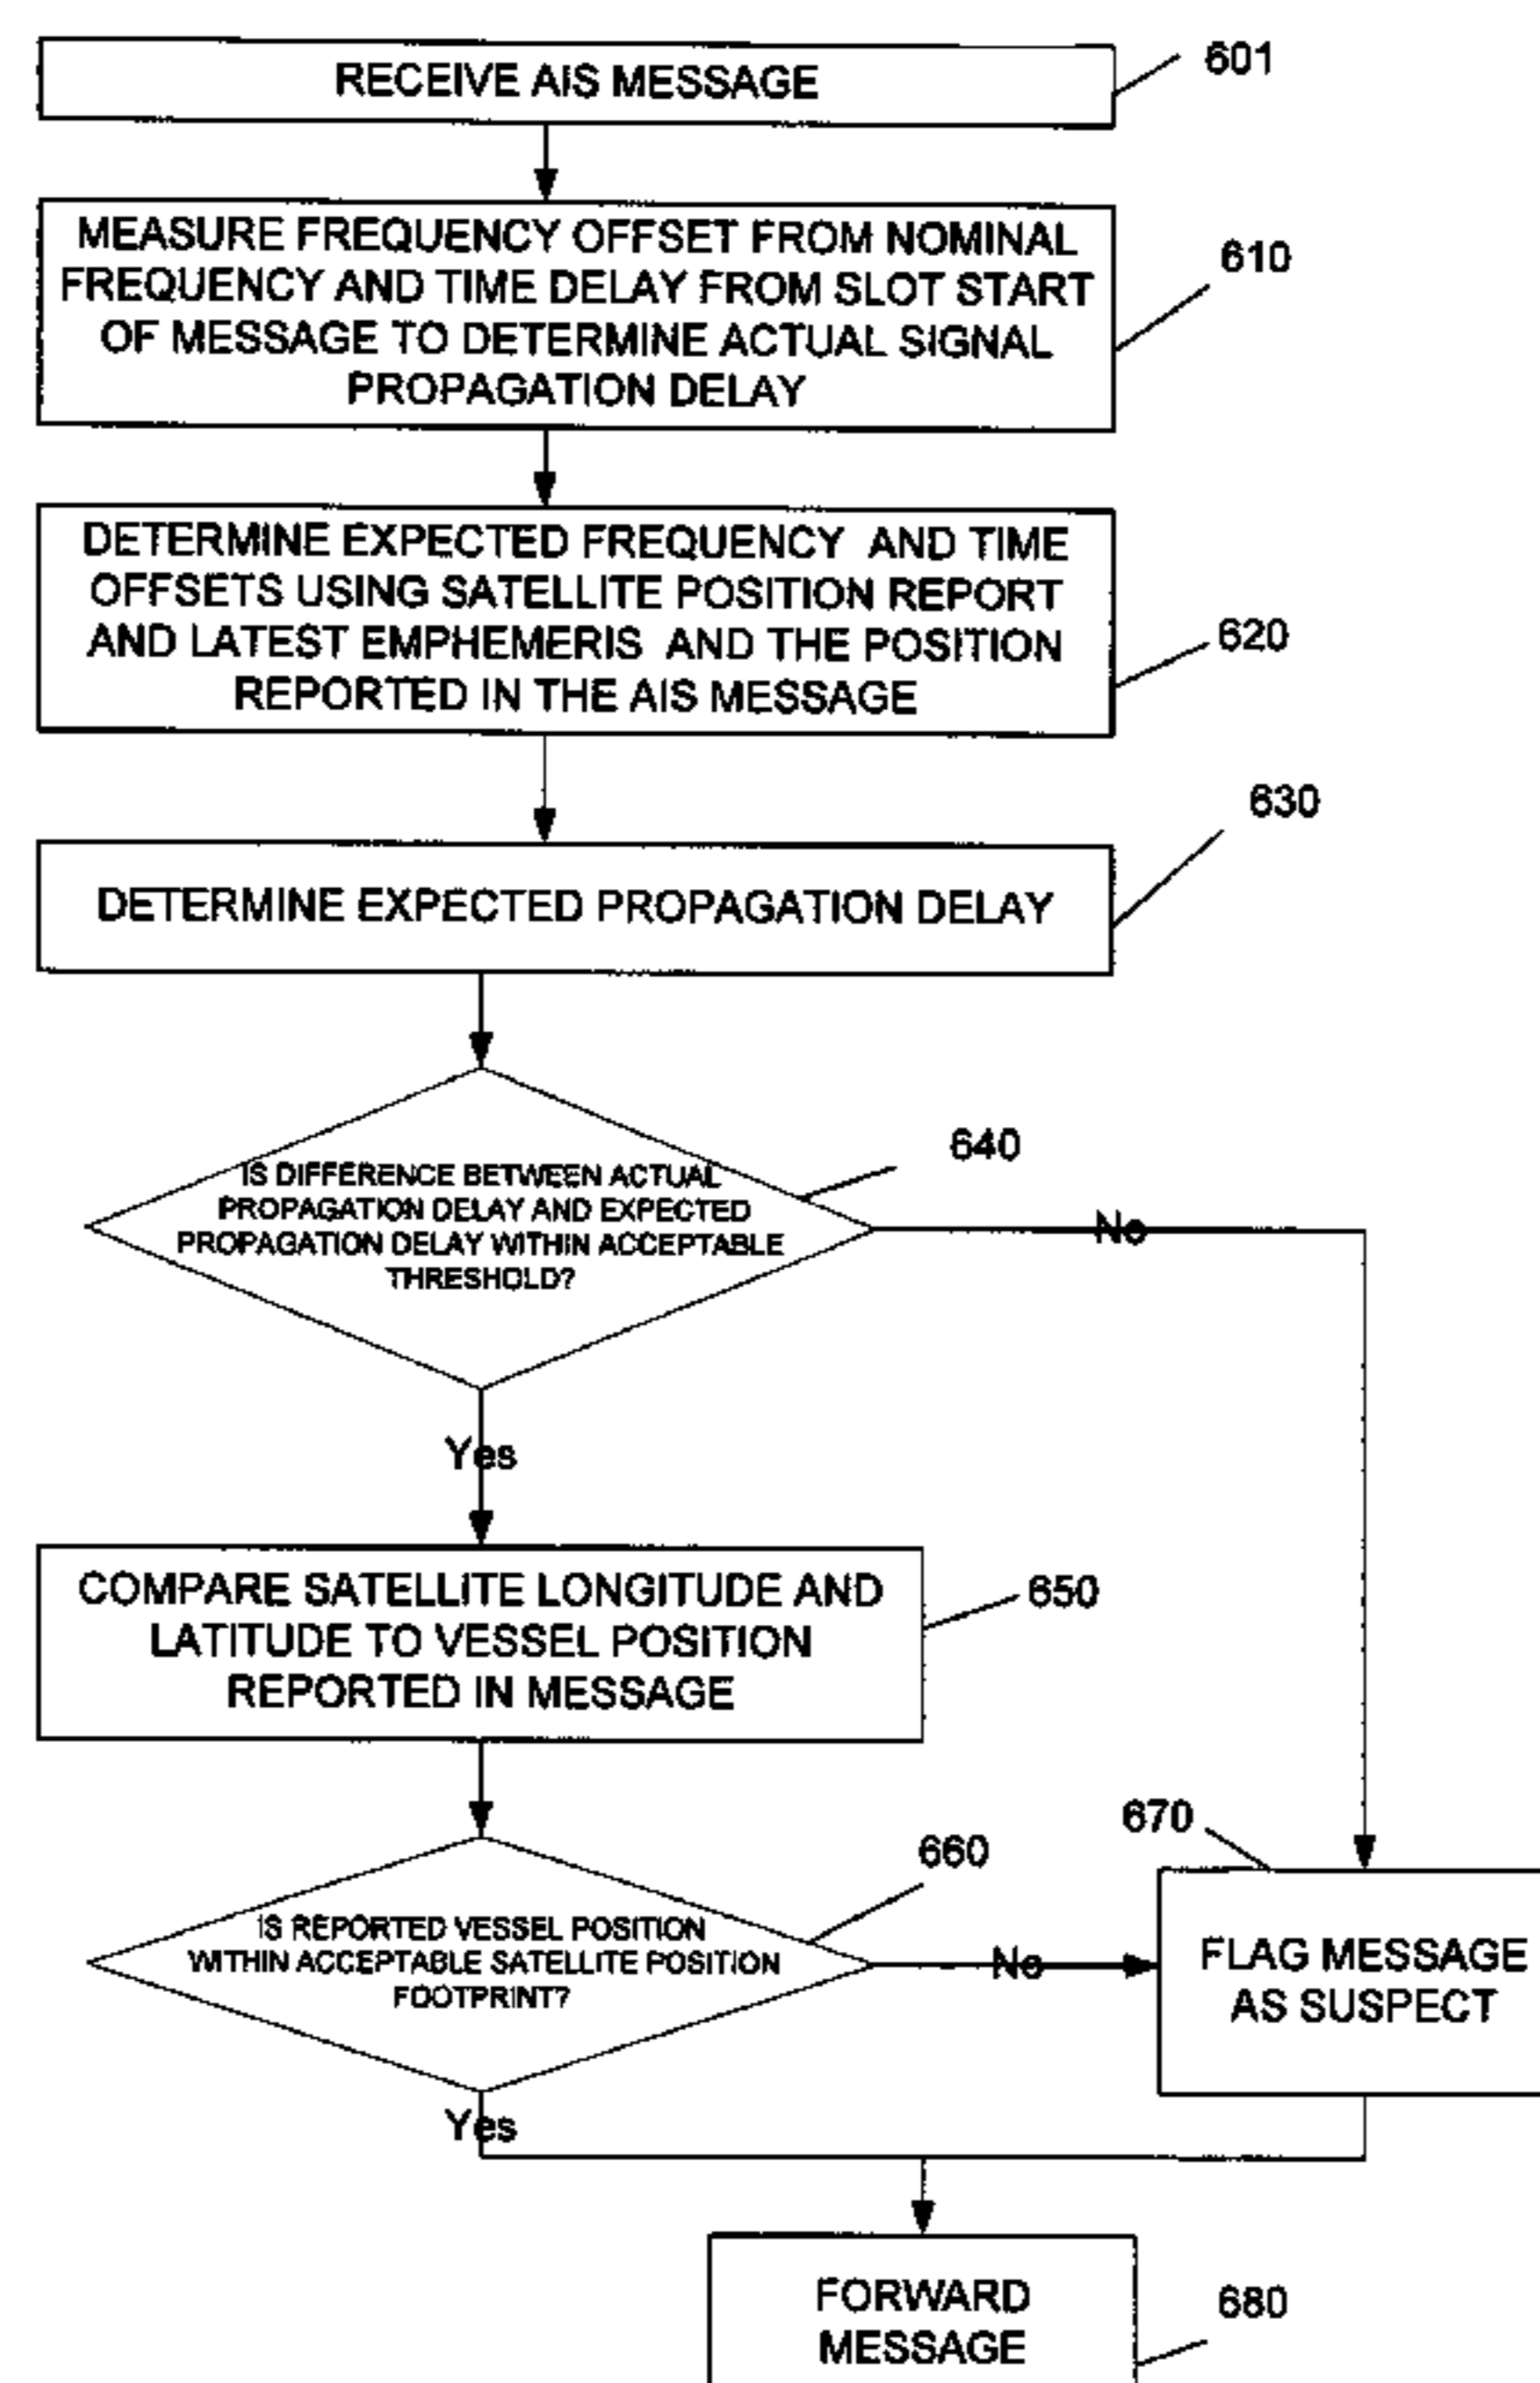 RECEIVE AIS MESSAGE
601
MEASURE FREQUENCY OFFSET FROM NOMINAL
FREQUENCY AND TIME DELAY FROM SLOT START
OF MESSAGE TO DETERMINE ACTUAL SIGNAL
PROPAGATION DELAY
610
DETERMINE EXPECTED FREQUENCY AND TIME
OFFSETS USING SATELLITE POSITION REPORT
AND LATEST EMPHEMERIS AND THE POSITION
REPORTED IN THE AIS MESSAGE
620
630
DETERMINE EXPECTED PROPAGATION DELAY
640
IS DIFFERENCE BETWEEN ACTUAL
PROPAGATION DELAY AND EXPECTED
PROPAGATION DELAY WITHIN ACCEPTABLE
THRESHOLD?
No
Yes
COMPARE SATELLITE LONGITUDE AND
LATITUDE TO VESSEL POSITION
REPORTED IN MESSAGE
650
660
IS REPORTED VESSEL POSITION
WITHIN ACCEPTABLE SATELLITE POSITION
FOOTPRINT?
No
670
FLAG MESSAGE
AS SUSPECT
Yes
FORWARD
MESSAGE
680